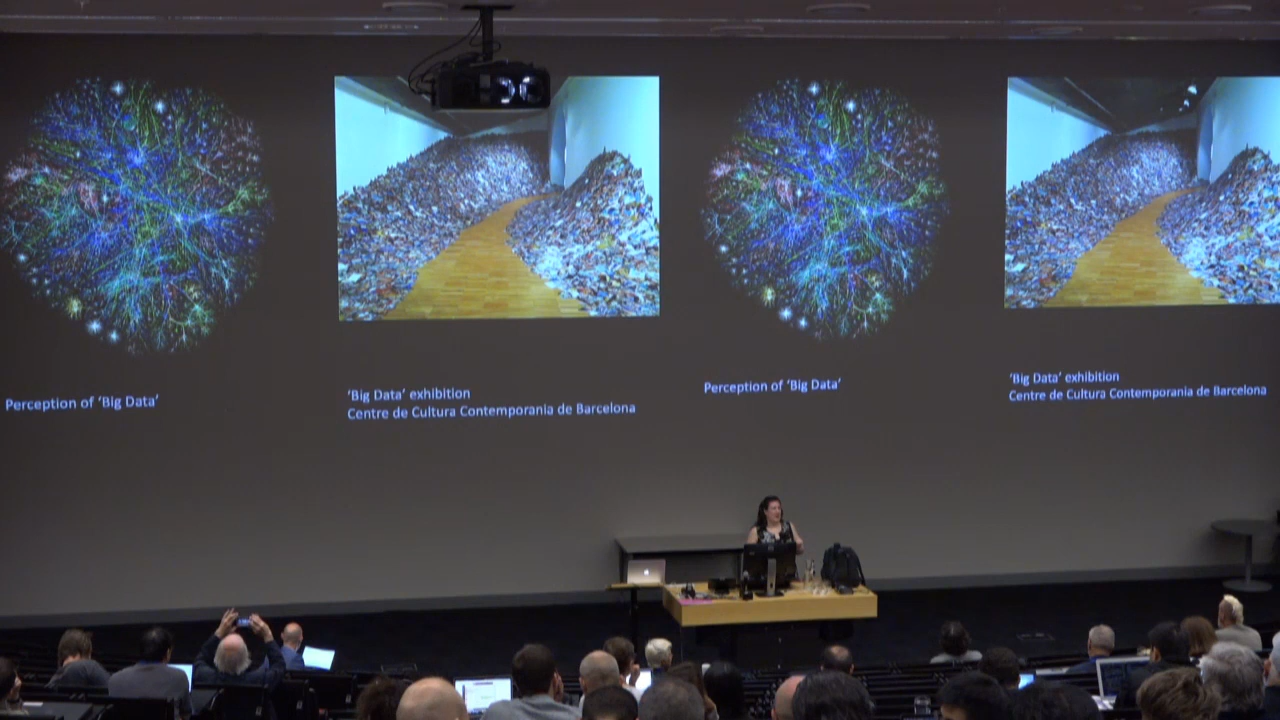 Perception of ‘Big Data’
‘Big Data’ exhibition
Centre de Cultura Contemporania de Barcelona
Perception of ‘Big Data’
‘Big Data’ exhibition
Centre de Cultura Contemporania de Barcelona